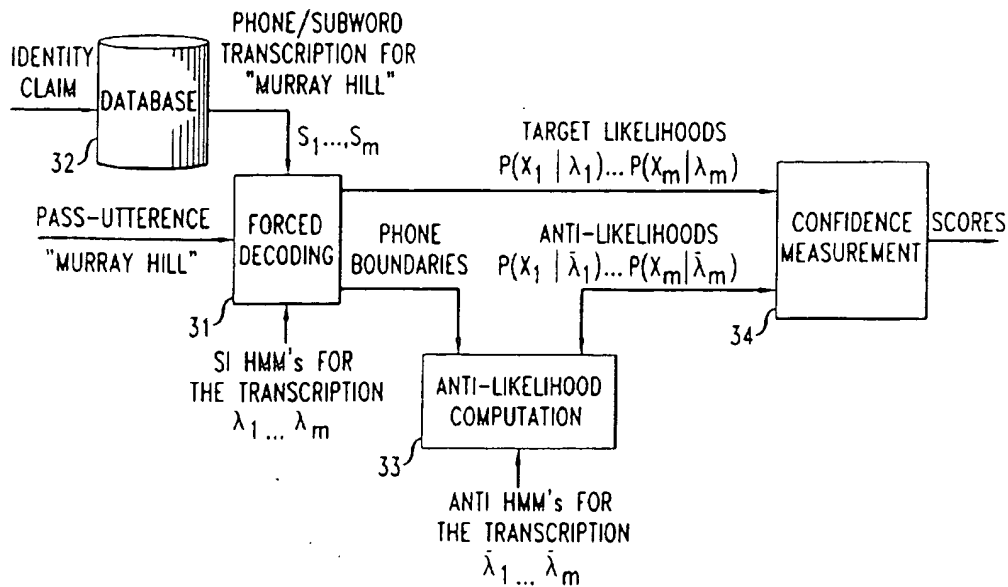 IDENTITY
CLAIM
DATABASE
32
PHONE/SUBWORD
TRANSCRIPTION FOR
"MURRAY HILL"
S₁...,Sₘ
PASS-UTTERENCE
"MURRAY HILL"
FORCED
DECODING
31
SI HMM's FOR
THE TRANSCRIPTION
λ₁... λₘ
PHONE
BOUNDARIES
TARGET LIKELIHOODS
P(X₁ | λ₁)... P(Xₘ|λₘ)
ANTI-LIKELIHOODS
P(X₁ | λ̄₁)... P(Xₘ|λ̄ₘ)
ANTI-LIKELIHOOD
COMPUTATION
33
ANTI HMM's FOR
THE TRANSCRIPTION
λ̄₁... λ̄ₘ
CONFIDENCE
MEASUREMENT
34
SCORES